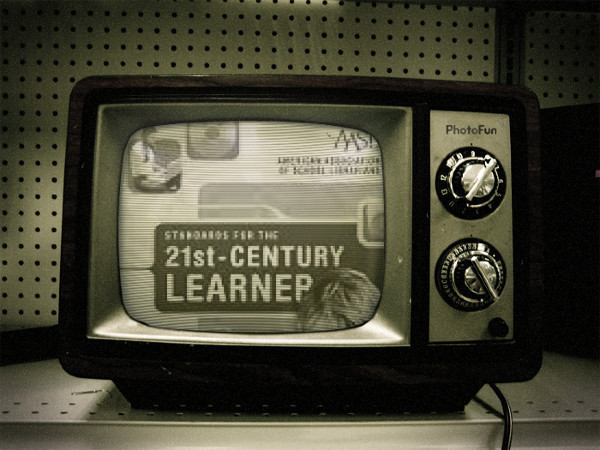 PhotoFun
AASL
AMERICAN ASSOCIATION
OF SCHOOL LIBRARIANS
STANDARDS FOR THE
21st-CENTURY
LEARNER